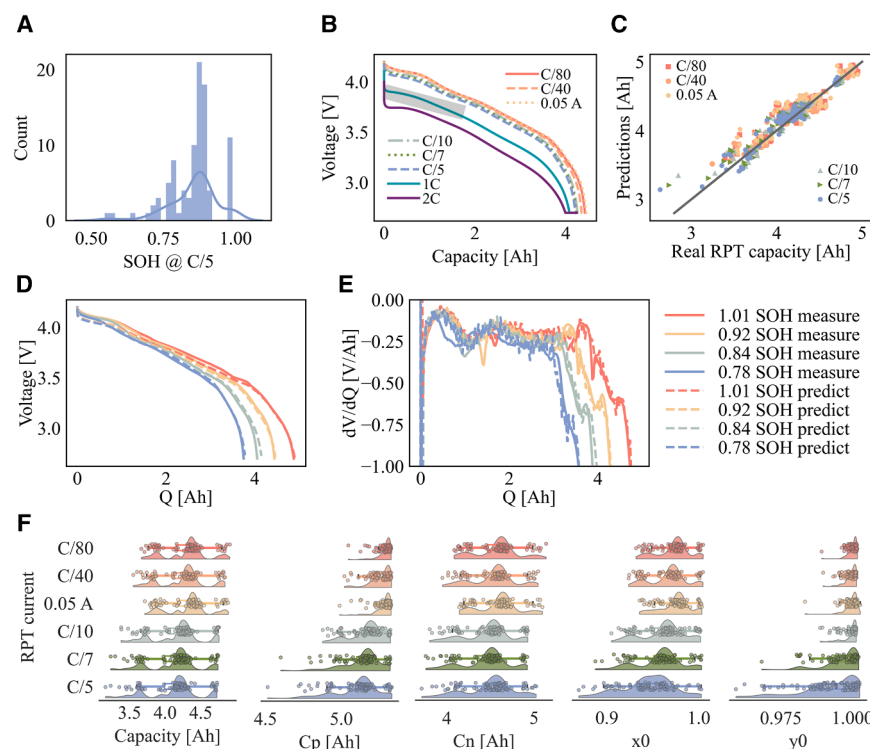 A
20
10
0
Count
0.50 0.75 1.00
SOH @ C/5
B
4.0
3.5
3.0
Voltage [V]
C/80
C/40
0.05 A
C/10
C/7
C/5
1C
2C
0 2 4
Capacity [Ah]
C
5
4
3
Predictions [Ah]
C/80
C/40
0.05 A
C/10
C/7
C/5
2 3 4 5
Real RPT capacity [Ah]
D
4.0
3.5
3.0
Voltage [V]
0 2 4
Q [Ah]
E
0.00
−0.25
−0.50
−0.75
−1.00
dV/dQ [V/Ah]
0 2 4
Q [Ah]
1.01 SOH measure
0.92 SOH measure
0.84 SOH measure
0.78 SOH measure
1.01 SOH predict
0.92 SOH predict
0.84 SOH predict
0.78 SOH predict
F
RPT current
C/80
C/40
0.05 A
C/10
C/7
C/5
3.5 4.0 4.5
Capacity [Ah]
4.5 5.0
Cp [Ah]
4 5
Cn [Ah]
0.9 1.0
x0
0.975 1.000
y0